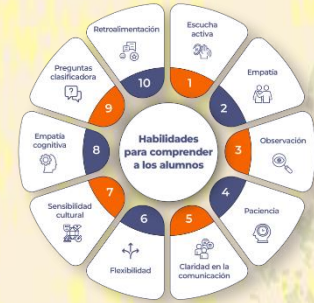 Habilidades
para comprender
a los alumnos
1
Escucha
activa
2
Empatía
3
Observación
4
Paciencia
5
Claridad en la
comunicación
6
Flexibilidad
7
Sensibilidad
cultural
8
Empatía
cognitiva
9
Preguntas
clasificadora
10
Retroalimentación